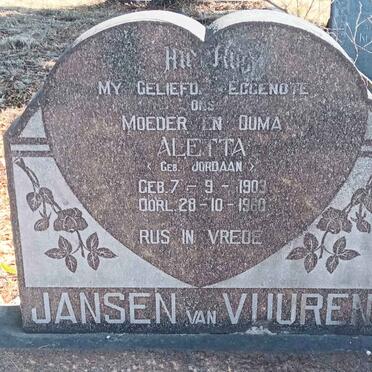 Hier Rus
MY GELIEFDE EGGENOTE
ONS
MOEDER EN OUMA
ALETTA
(GEB. JORDAAN)
GEB. 7 - 9 - 1909
OORL. 28 - 10 - 1960
RUS IN VREDE
JANSEN VAN VUUREN